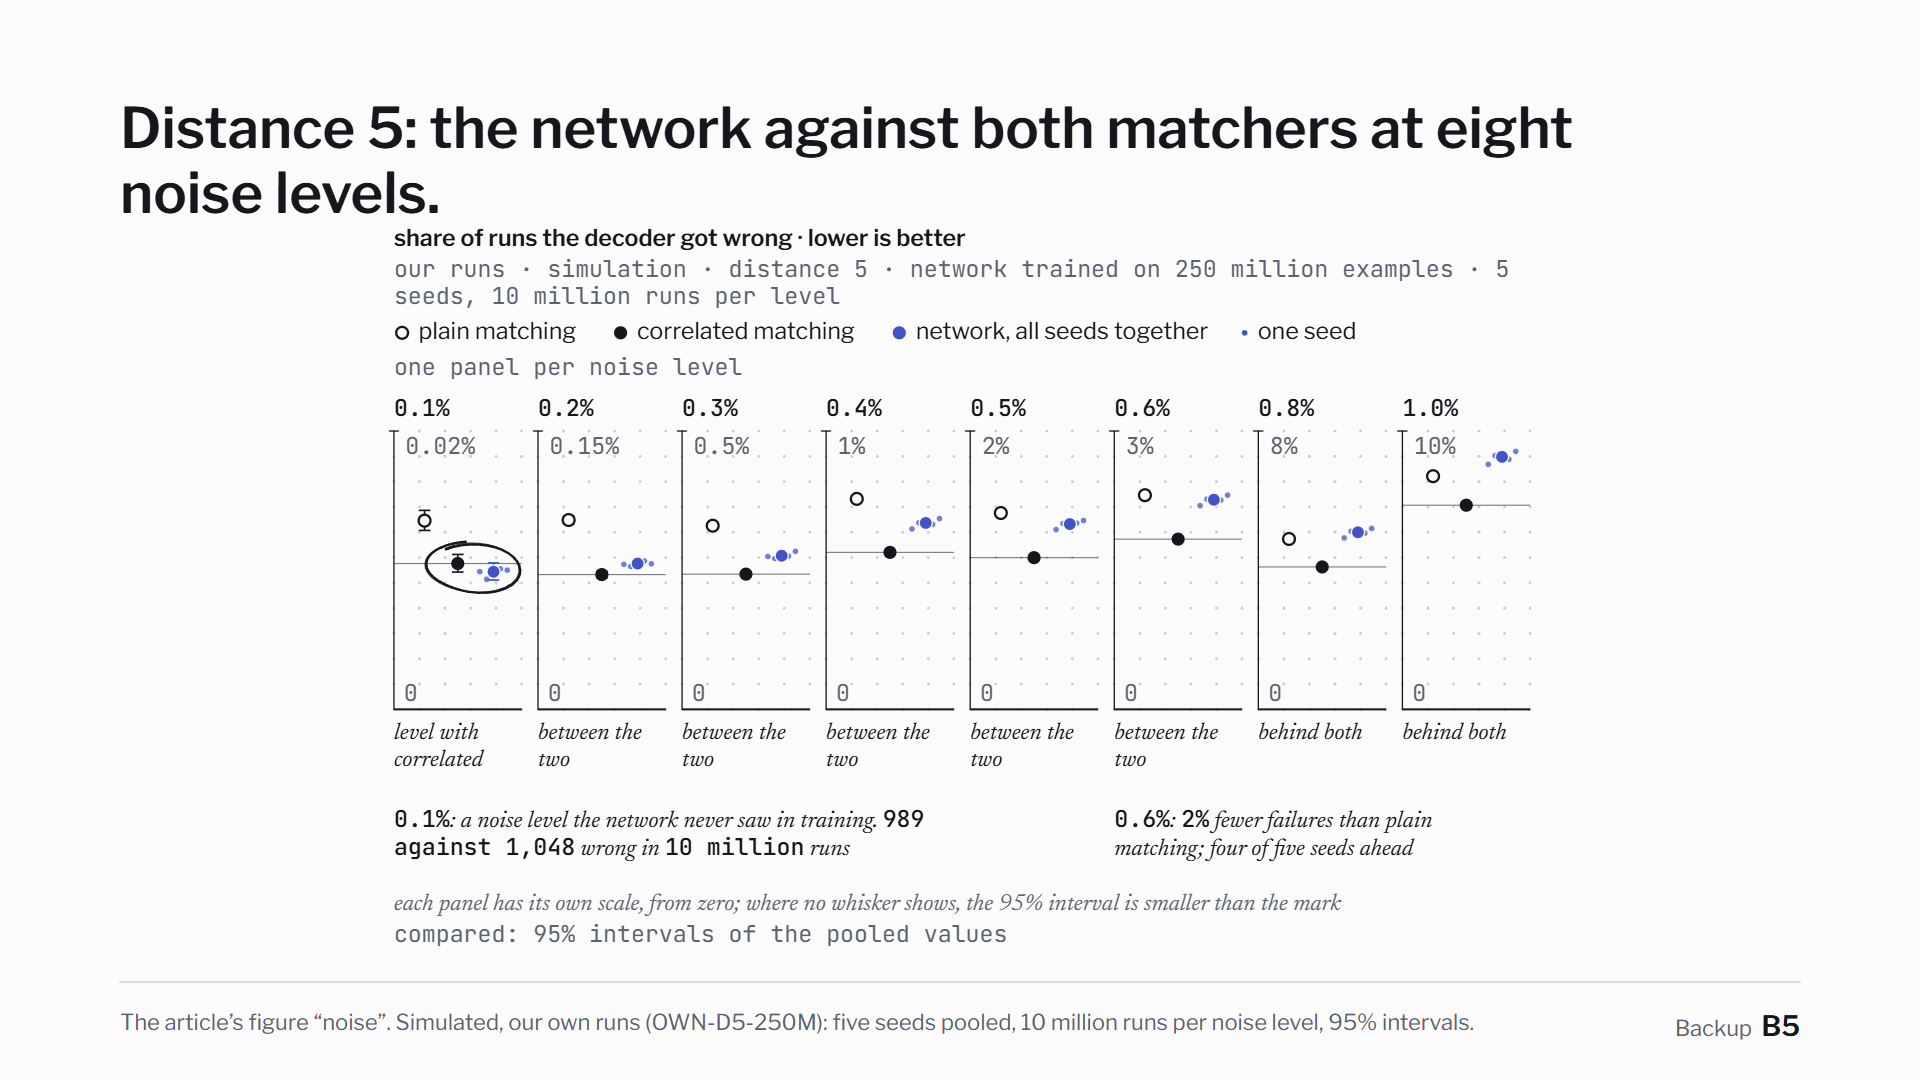 Distance 5: the network against both matchers at eight
noise levels.
share of runs the decoder got wrong · lower is better
our runs · simulation · distance 5 · network trained on 250 million examples · 5
seeds, 10 million runs per level
plain matching correlated matching network, all seeds together one seed
one panel per noise level
0.1% 0.2% 0.3% 0.4% 0.5% 0.6% 0.8% 1.0%
0.02% 0.15% 0.5% 1% 2% 3% 8% 10%
0 0 0 0 0 0 0 0
level with between the between the between the between the between the behind both behind both
correlated two two two two two
0.1%: a noise level the network never saw in training. 989
against 1,048 wrong in 10 million runs
0.6%: 2% fewer failures than plain
matching; four of five seeds ahead
each panel has its own scale, from zero; where no whisker shows, the 95% interval is smaller than the mark
compared: 95% intervals of the pooled values
The article’s figure “noise”. Simulated, our own runs (OWN-D5-250M): five seeds pooled, 10 million runs per noise level, 95% intervals.
Backup B5